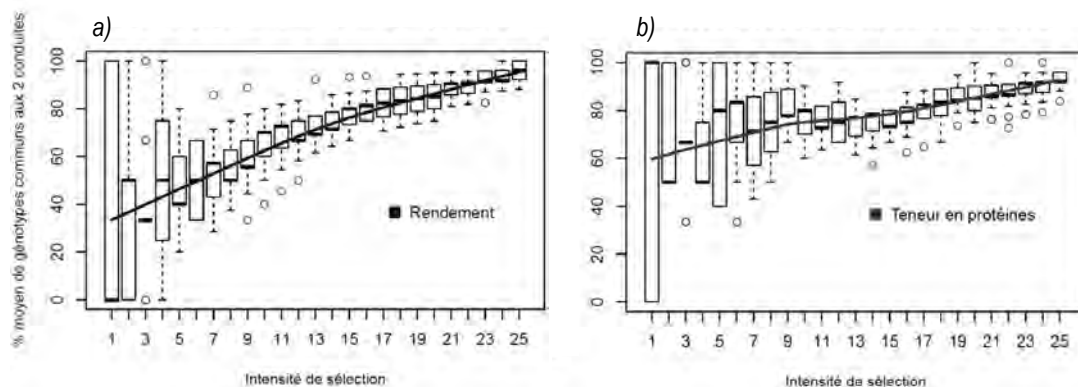 a)
% moyen de génotypes communs aux 2 conduites
100
80
60
40
20
0
Rendement
1 3 5 7 9 11 13 15 17 19 21 23 25
Intensité de sélection
b)
100
80
60
40
20
0
Teneur en protéines
1 3 5 7 9 11 13 15 17 19 21 23 25
Intensité de sélection